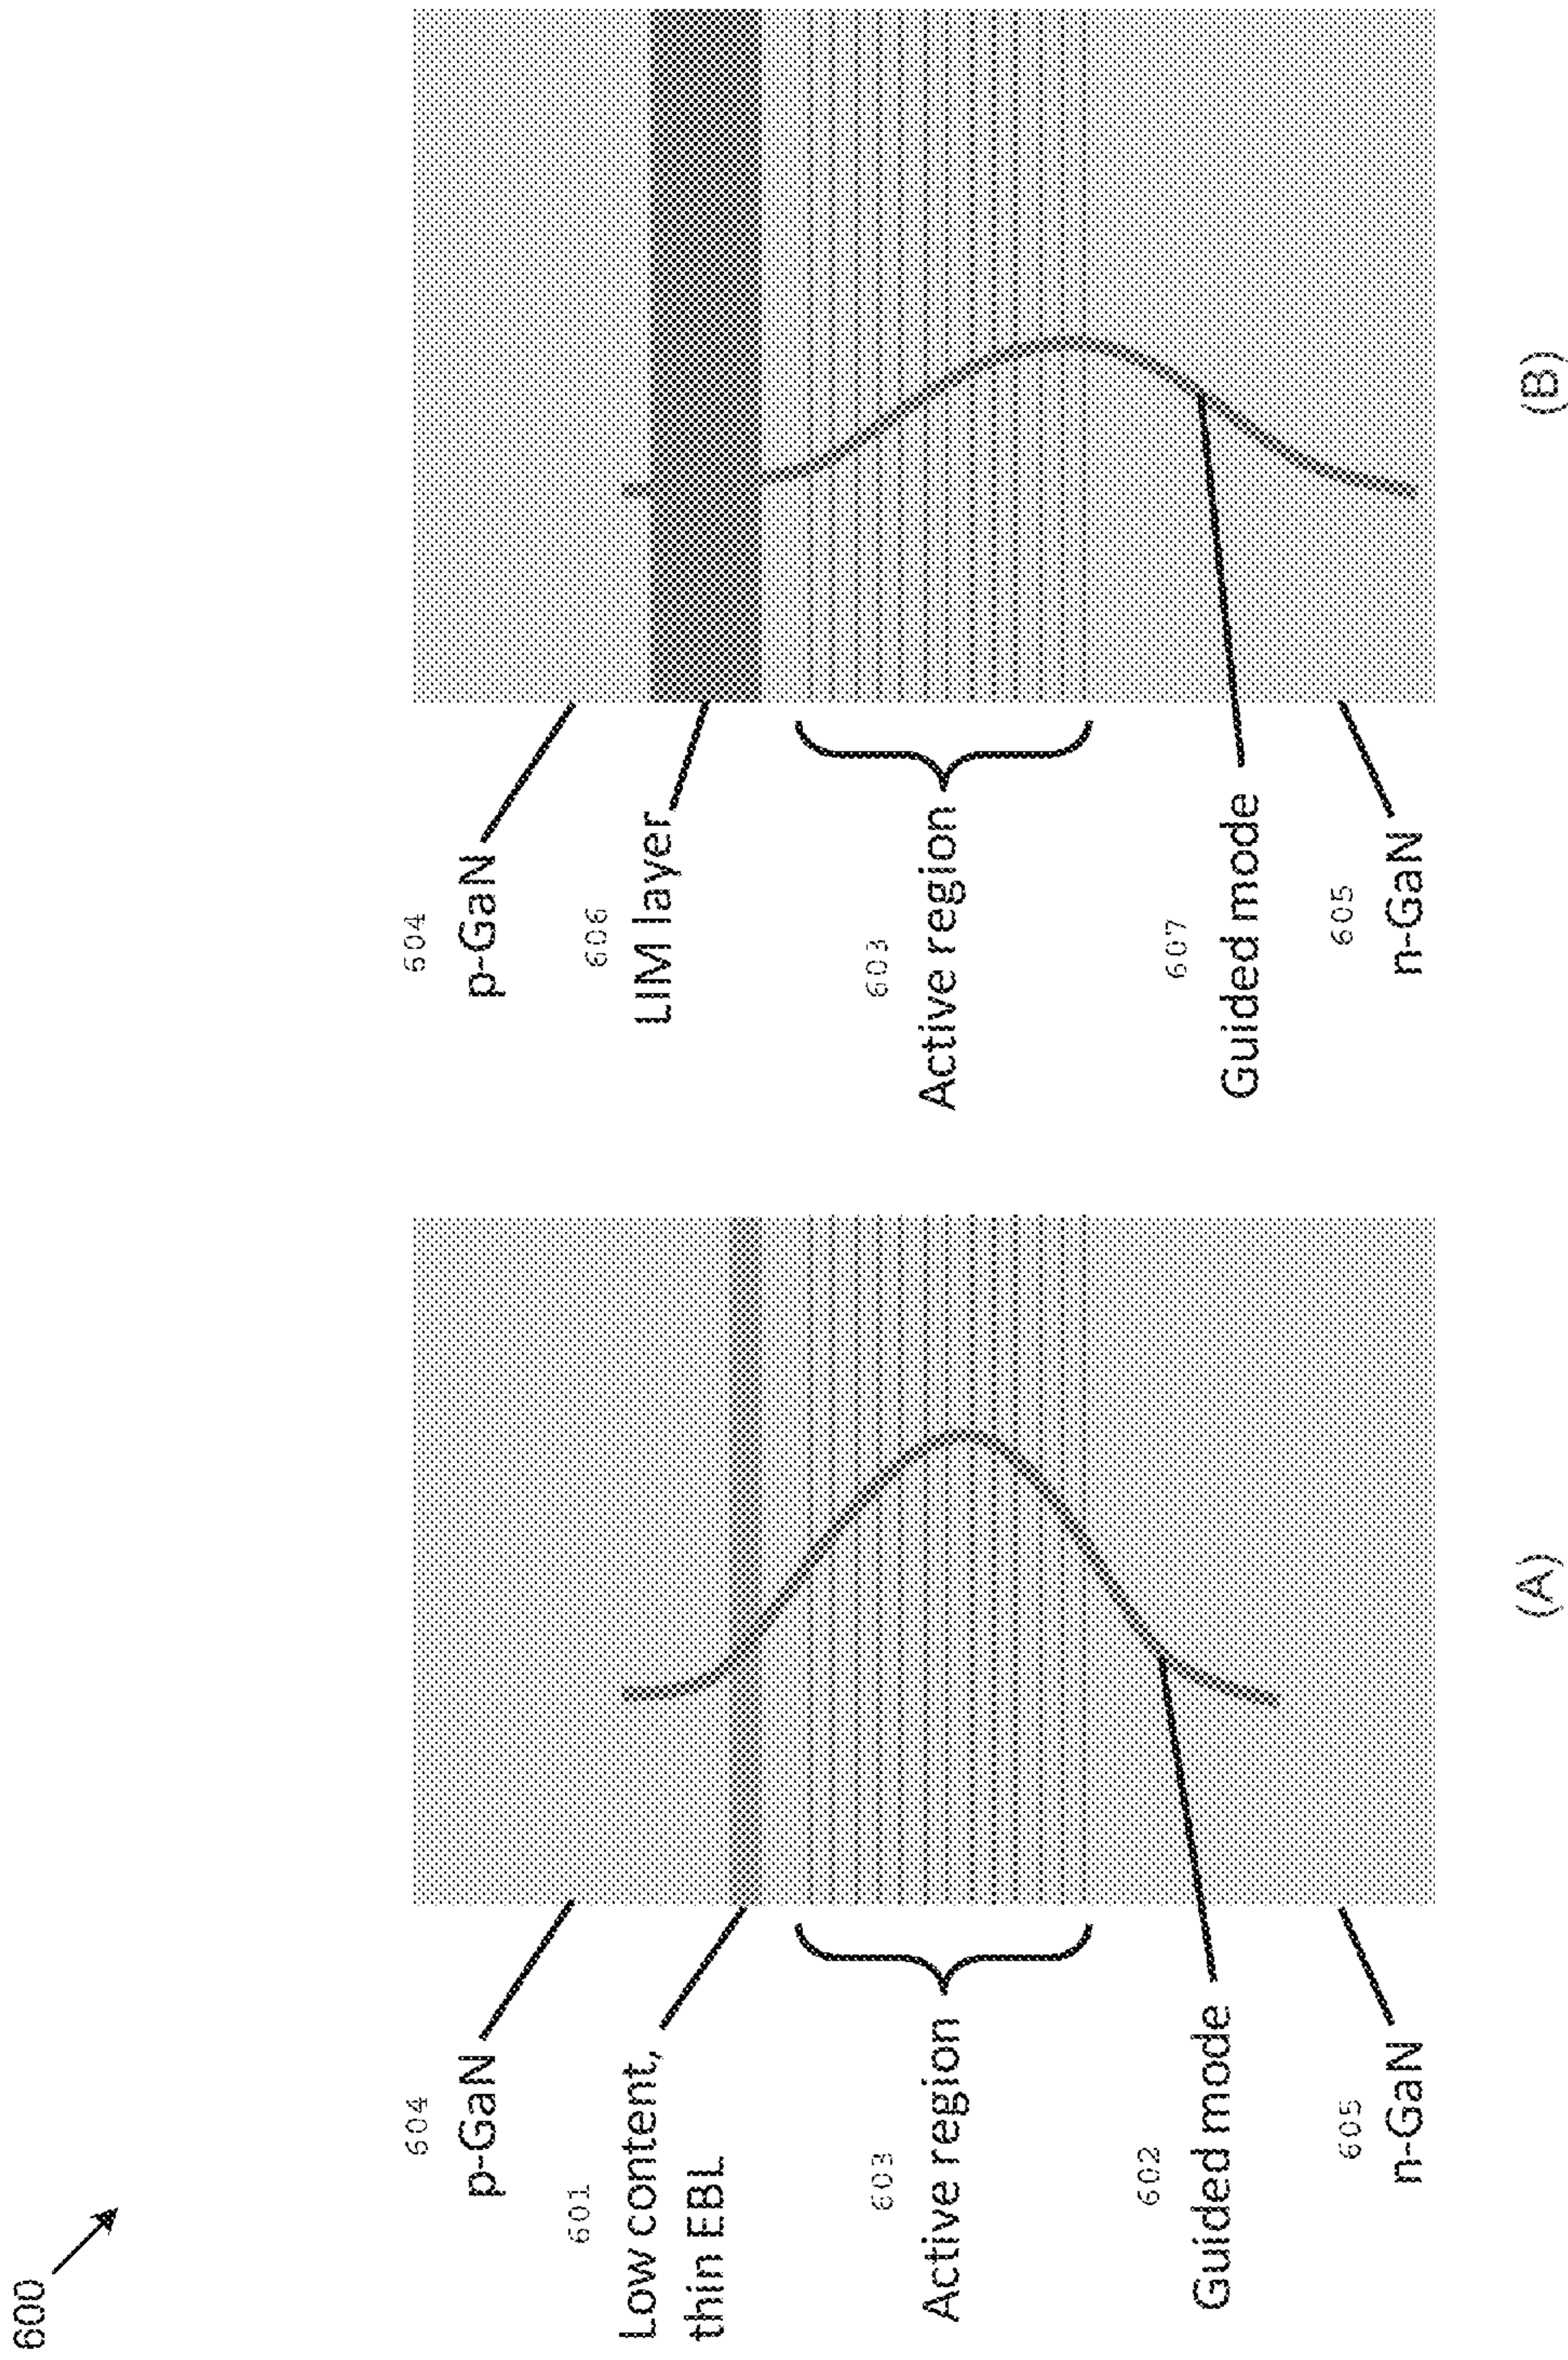 600
604
p-GaN
601
Low content,
thin EBL
603
Active region
602
Guided mode
605
n-GaN
(A)
604
p-GaN
606
LIM layer
603
Active region
607
Guided mode
605
n-GaN
(B)